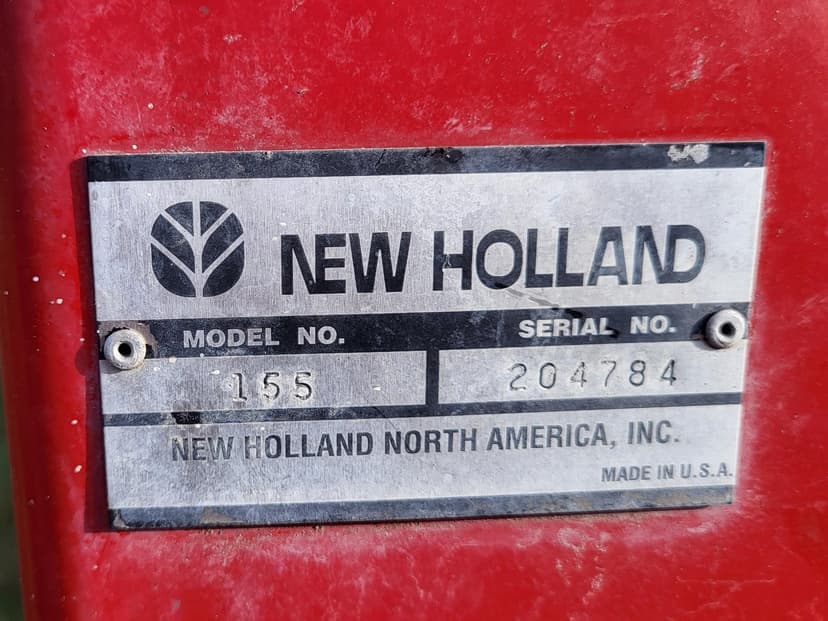 NEW HOLLAND
MODEL NO. SERIAL NO.
155 204784
NEW HOLLAND NORTH AMERICA, INC.
MADE IN U.S.A.